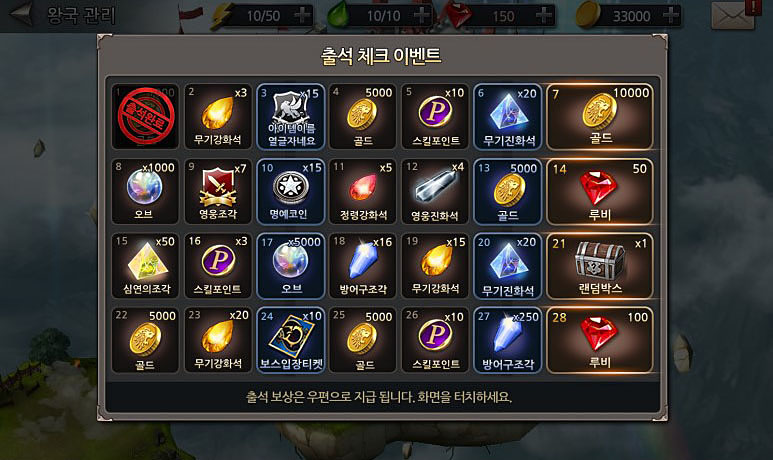 왕국 관리 10/50 10/10 150 33000
출석 체크 이벤트
1 출석완료
2 x3 무기강화석
3 x15 아이템이름 열글자네요
4 5000 골드
5 x10 스킬포인트
6 x20 무기진화석
7 10000 골드
8 x1000 오브
9 x7 영웅조각
10 x15 명예코인
11 x5 정령강화석
12 x4 영웅진화석
13 5000 골드
14 50 루비
15 x50 심연의조각
16 x3 스킬포인트
17 x5000 오브
18 x16 방어구조각
19 x15 무기강화석
20 x20 무기진화석
21 x1 랜덤박스
22 5000 골드
23 x20 무기강화석
24 x10 보스입장티켓
25 5000 골드
26 x10 스킬포인트
27 x250 방어구조각
28 100 루비
출석 보상은 우편으로 지급 됩니다. 화면을 터치하세요.